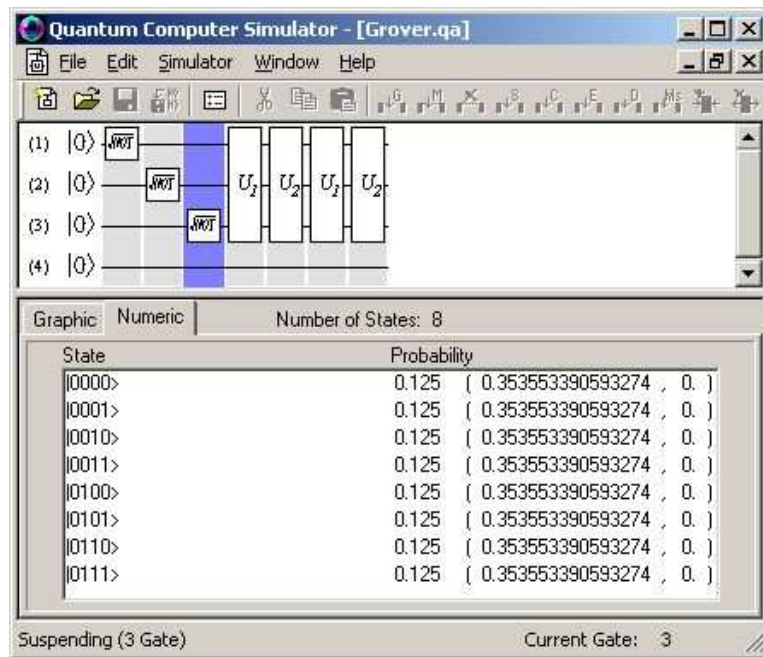 Quantum Computer Simulator - [Grover.qa]
File Edit Simulator Window Help
G M B C E D Ms
(1) |0⟩
(2) |0⟩ U₁ U₂ U₁ U₂
(3) |0⟩
(4) |0⟩
Graphic Numeric Number of States: 8
State Probability
|0000> 0.125 ( 0.353553390593274 , 0. )
|0001> 0.125 ( 0.353553390593274 , 0. )
|0010> 0.125 ( 0.353553390593274 , 0. )
|0011> 0.125 ( 0.353553390593274 , 0. )
|0100> 0.125 ( 0.353553390593274 , 0. )
|0101> 0.125 ( 0.353553390593274 , 0. )
|0110> 0.125 ( 0.353553390593274 , 0. )
|0111> 0.125 ( 0.353553390593274 , 0. )
Suspending (3 Gate) Current Gate: 3